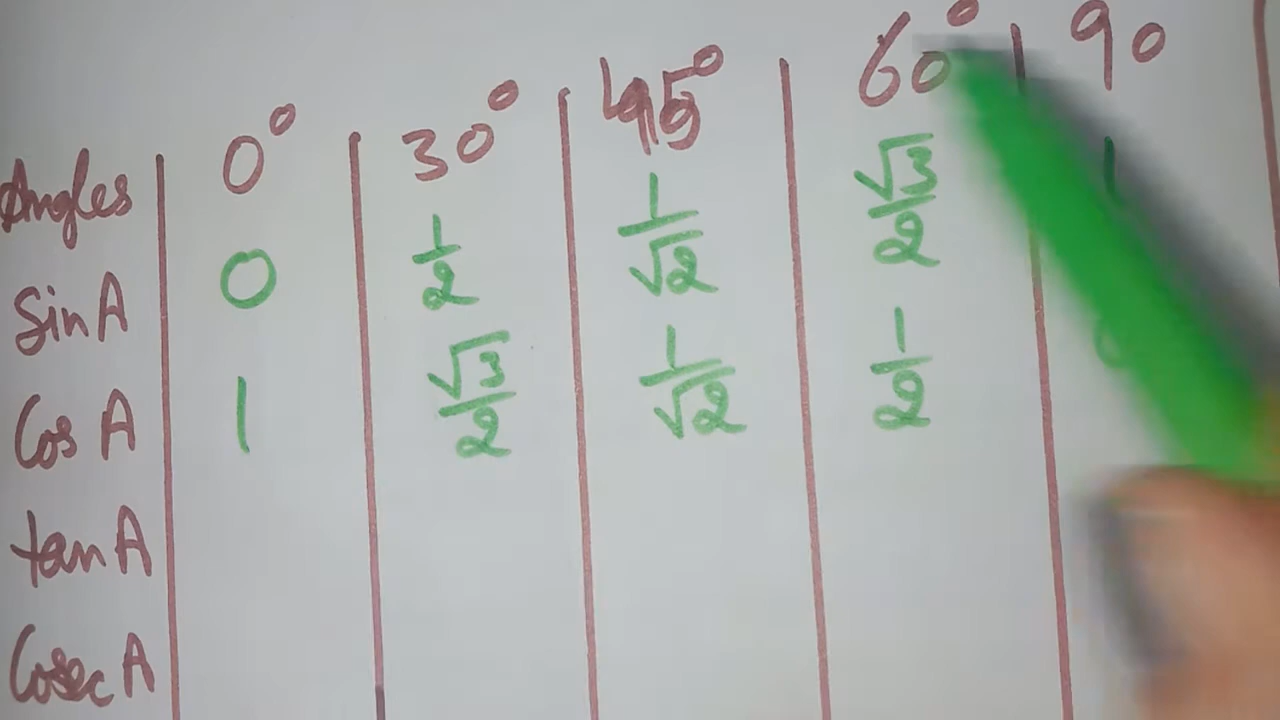 Angles 0° 30° 45° 60° 90
Sin A 0 1/2 1/√2 √3/2 1
Cos A 1 √3/2 1/√2 1/2
tan A
Cosec A